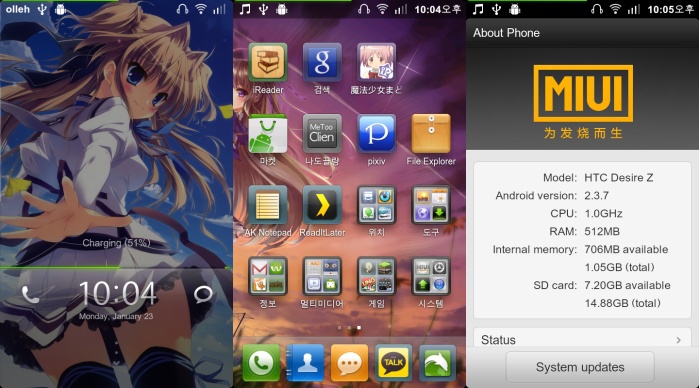 olleh
Charging (51%)
10:04
Monday, January 23
10:04오후
iReader
검색
魔法少女まど
마켓
MeToo
Clien
나도끌량
pixiv
File Explorer
AK Notepad
ReadItLater
위치
도구
정보
멀티미디어
게임
시스템
TALK
10:05오후
About Phone
MIUI
为发烧而生
Model: HTC Desire Z
Android version: 2.3.7
CPU: 1.0GHz
RAM: 512MB
Internal memory: 706MB available
1.05GB (total)
SD card: 7.20GB available
14.88GB (total)
Status
System updates